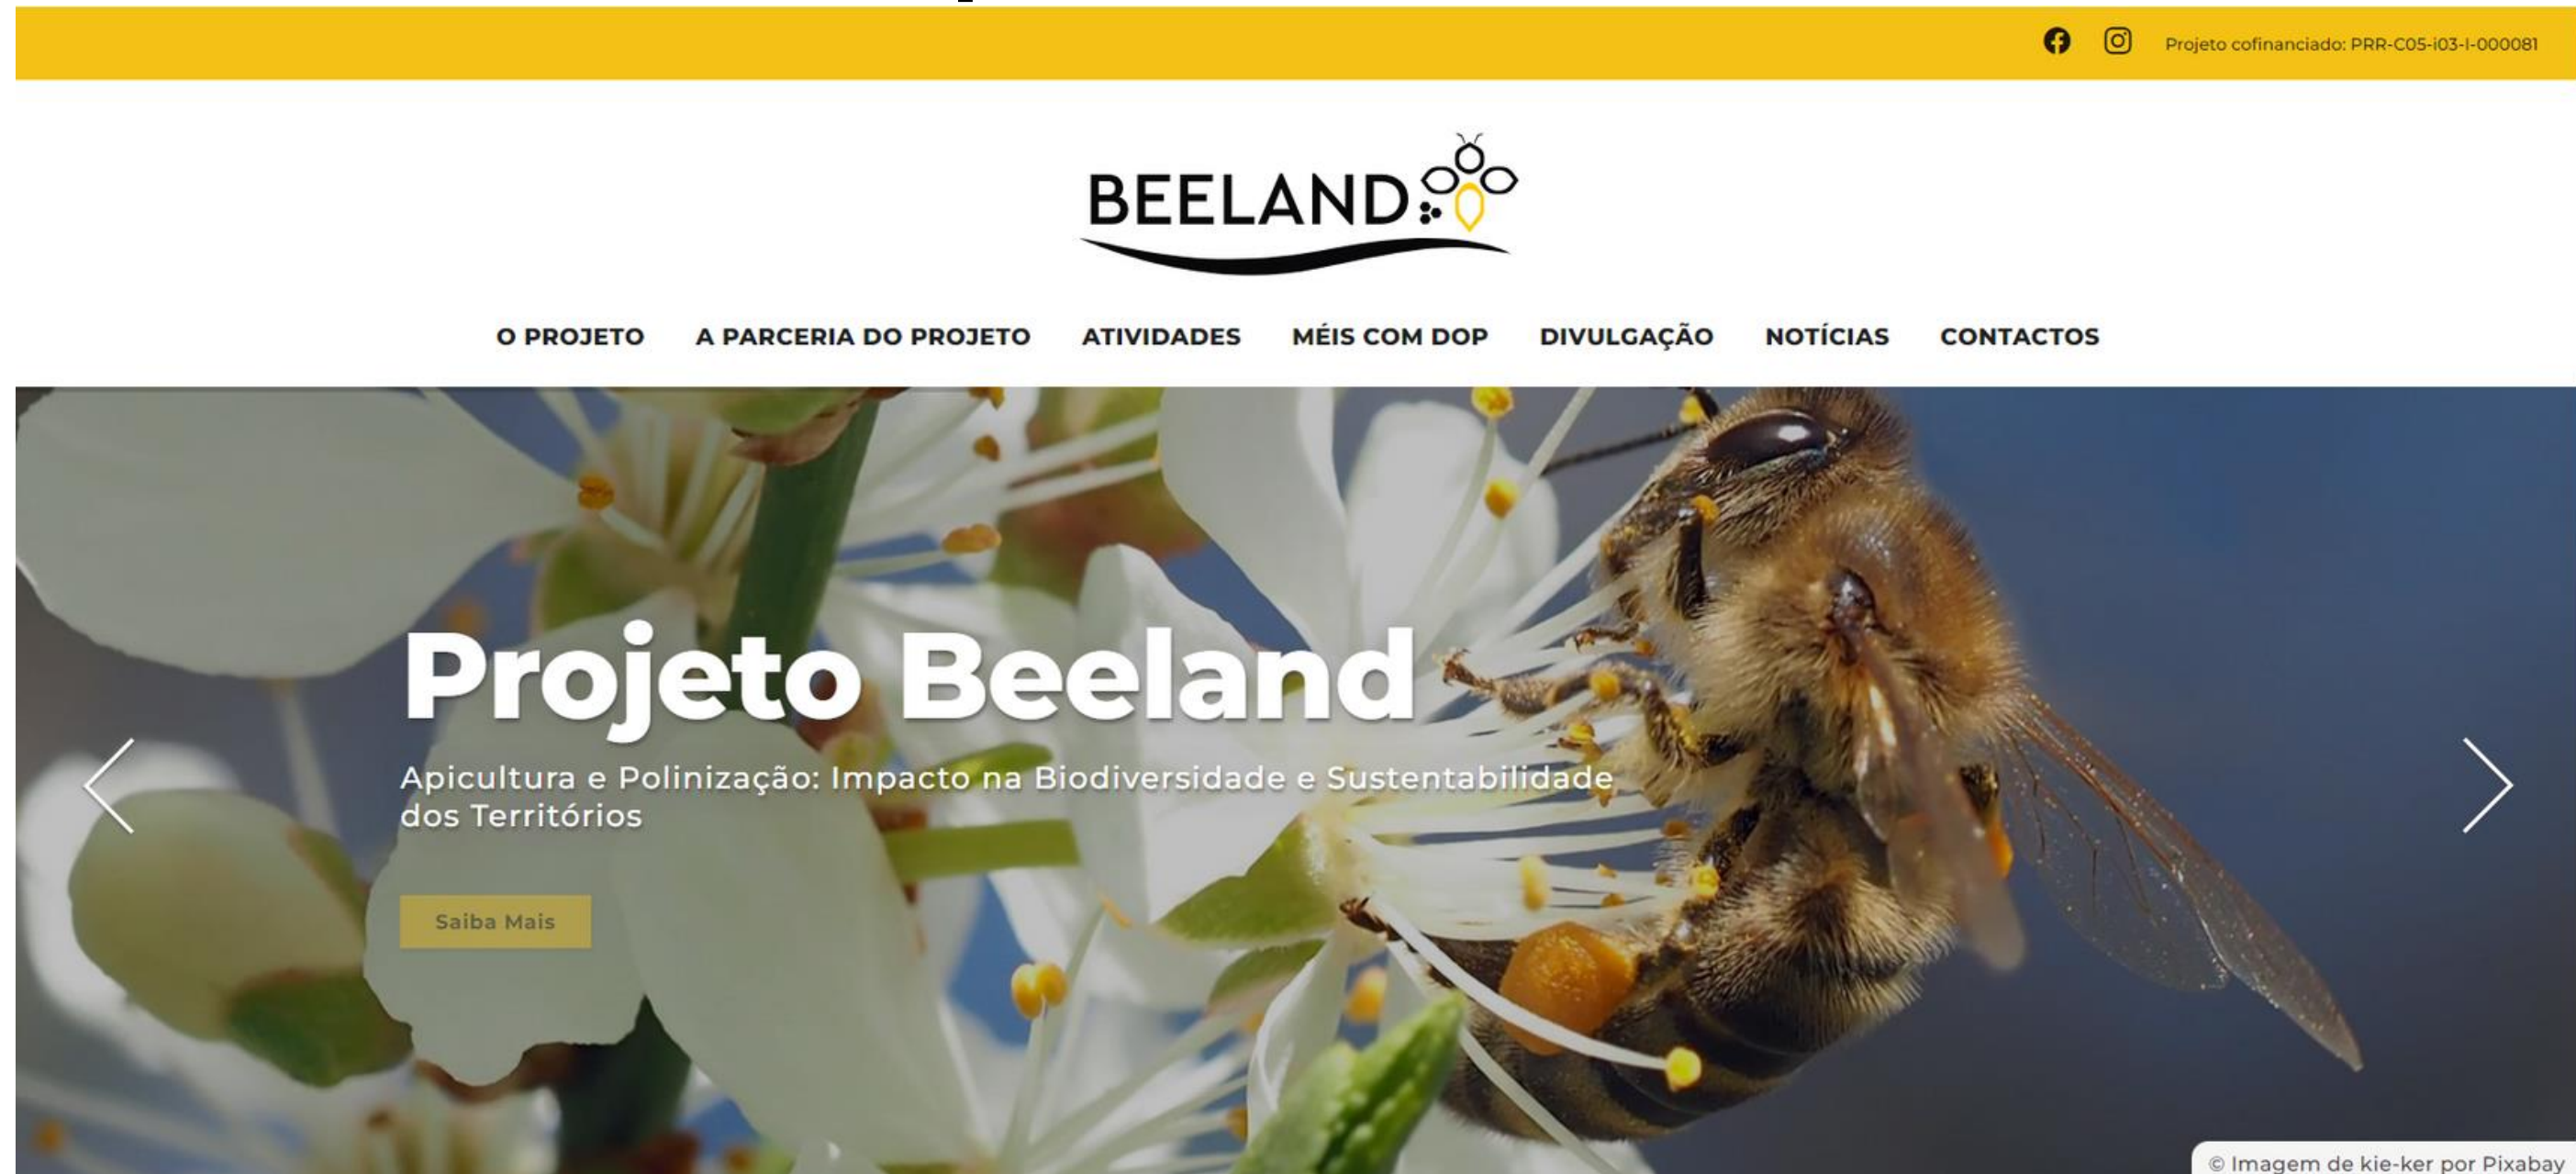 Projeto cofinanciado: PRR-C05-i03-I-000081
BEELAND
O PROJETO A PARCERIA DO PROJETO ATIVIDADES MÉIS COM DOP DIVULGAÇÃO NOTÍCIAS CONTACTOS
Projeto Beeland
Apicultura e Polinização: Impacto na Biodiversidade e Sustentabilidade
dos Territórios
Saiba Mais
© Imagem de kie-ker por Pixabay